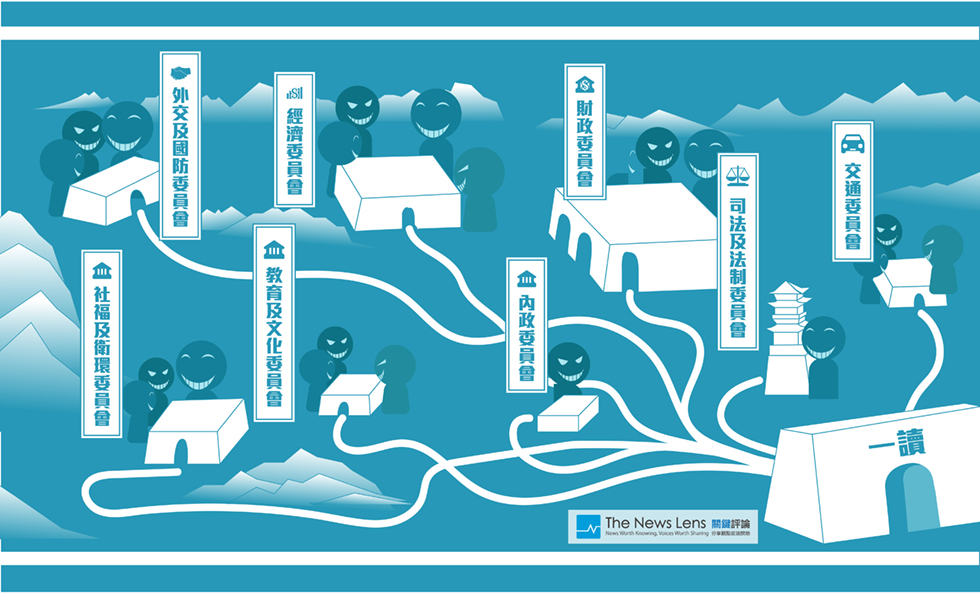 外交及國防委員會
經濟委員會
財政委員會
交通委員會
司法及法制委員會
社福及衛環委員會
教育及文化委員會
內政委員會
一讀
The News Lens 關鍵評論
News Worth Knowing, Voices Worth Sharing